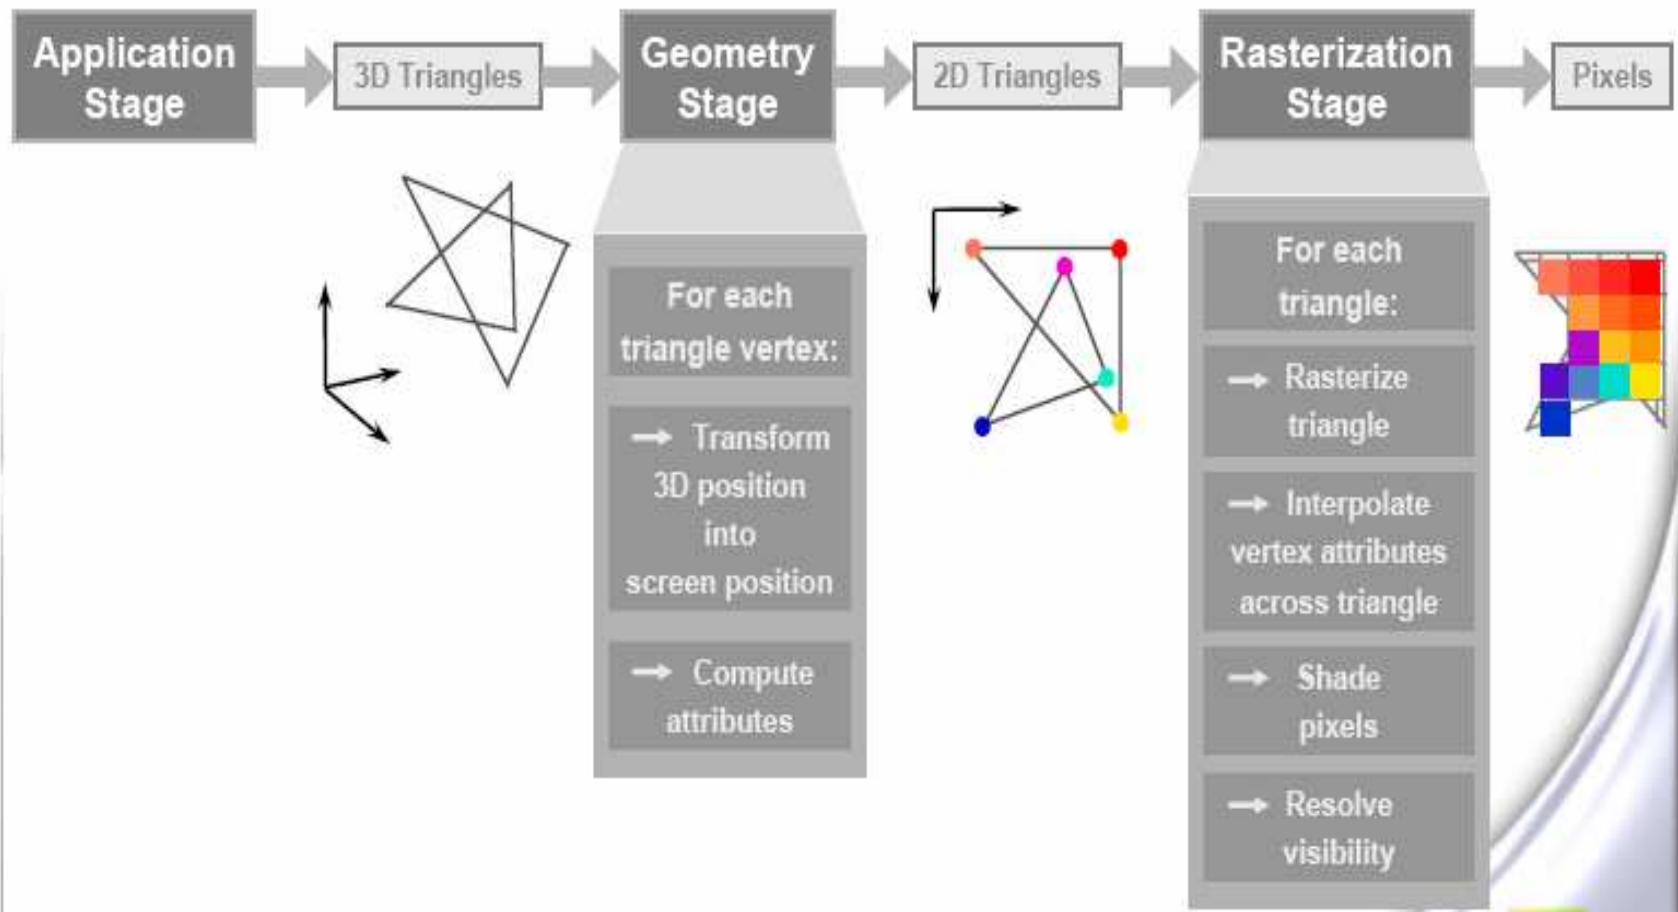 Application
Stage
3D Triangles
Geometry
Stage
2D Triangles
Rasterization
Stage
Pixels
For each
triangle vertex:
→ Transform
3D position
into
screen position
→ Compute
attributes
For each
triangle:
→ Rasterize
triangle
→ Interpolate
vertex attributes
across triangle
→ Shade
pixels
→ Resolve
visibility